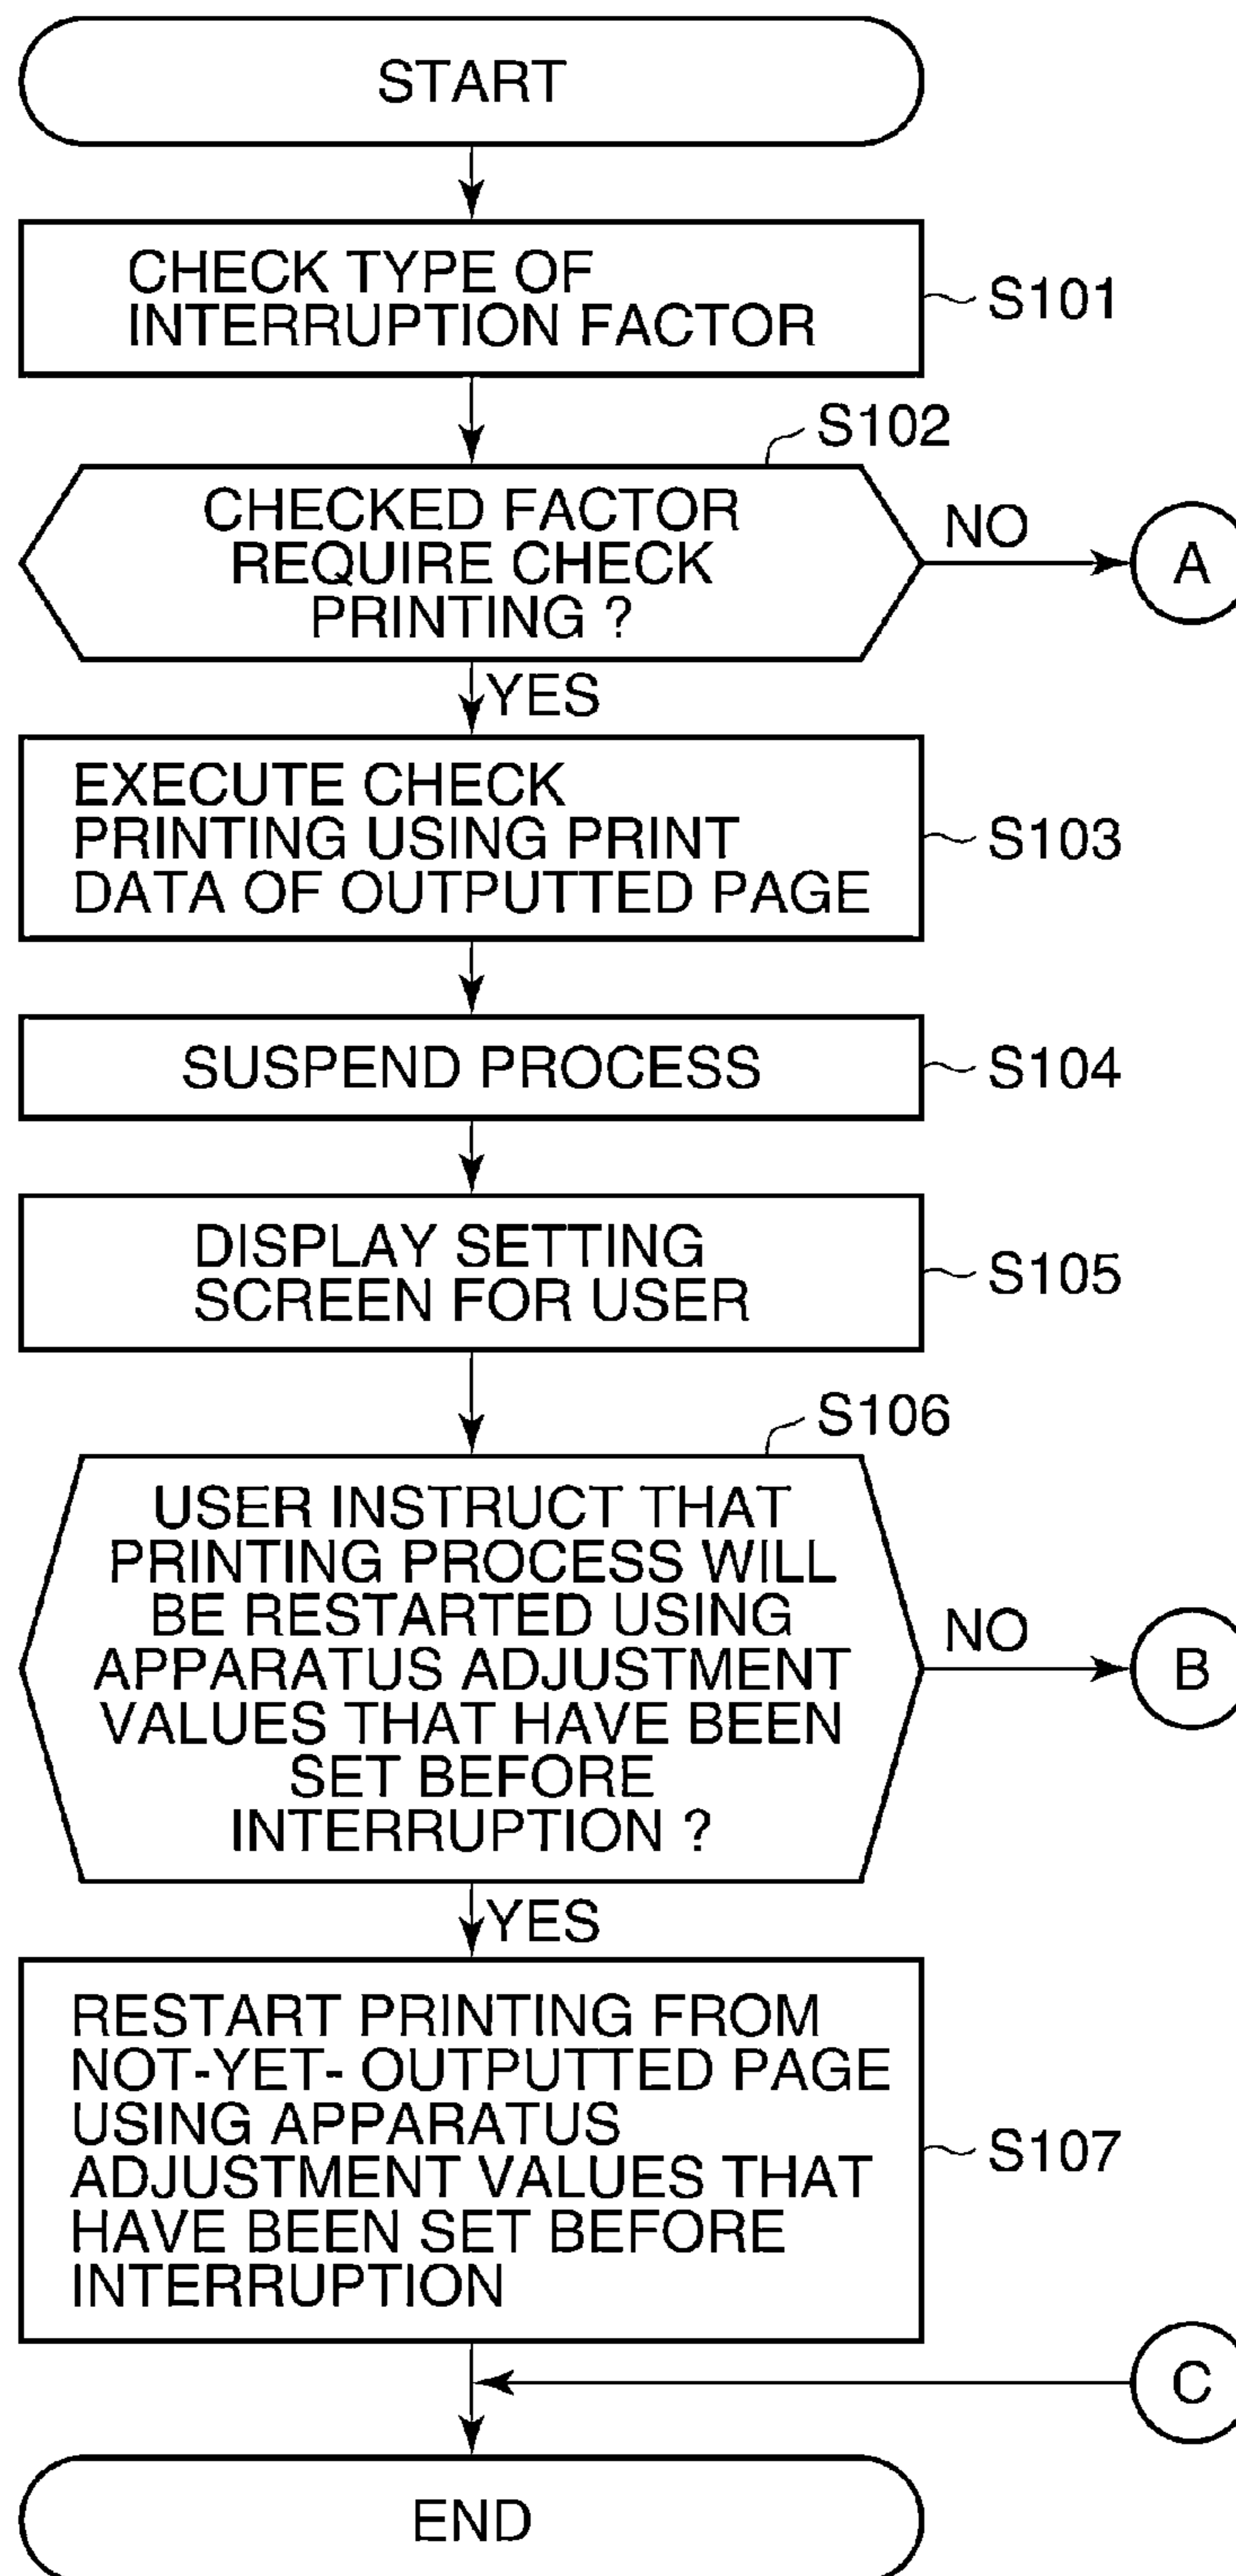 START
CHECK TYPE OF
INTERRUPTION FACTOR
S101
S102
CHECKED FACTOR
REQUIRE CHECK
PRINTING ?
NO
A
YES
EXECUTE CHECK
PRINTING USING PRINT
DATA OF OUTPUTTED PAGE
S103
SUSPEND PROCESS
S104
DISPLAY SETTING
SCREEN FOR USER
S105
S106
USER INSTRUCT THAT
PRINTING PROCESS WILL
BE RESTARTED USING
APPARATUS ADJUSTMENT
VALUES THAT HAVE BEEN
SET BEFORE
INTERRUPTION ?
NO
B
YES
RESTART PRINTING FROM
NOT-YET- OUTPUTTED PAGE
USING APPARATUS
ADJUSTMENT VALUES THAT
HAVE BEEN SET BEFORE
INTERRUPTION
S107
C
END